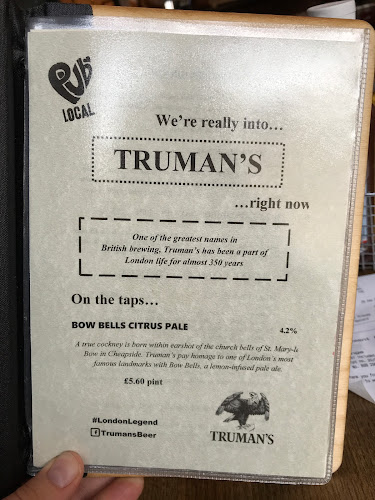 Pub
LOCAL
We're really into...
TRUMAN'S
...right now
One of the greatest names in
British brewing, Truman's has been a part of
London life for almost 350 years
On the taps...
BOW BELLS CITRUS PALE 4.2%
A true cockney is born within earshot of the church bells of St. Mary-le
Bow in Cheapside. Truman's pay homage to one of London's most
famous landmarks with Bow Bells, a lemon-infused pale ale.
£5.60 pint
#LondonLegend
f TrumansBeer
TRUMAN'S